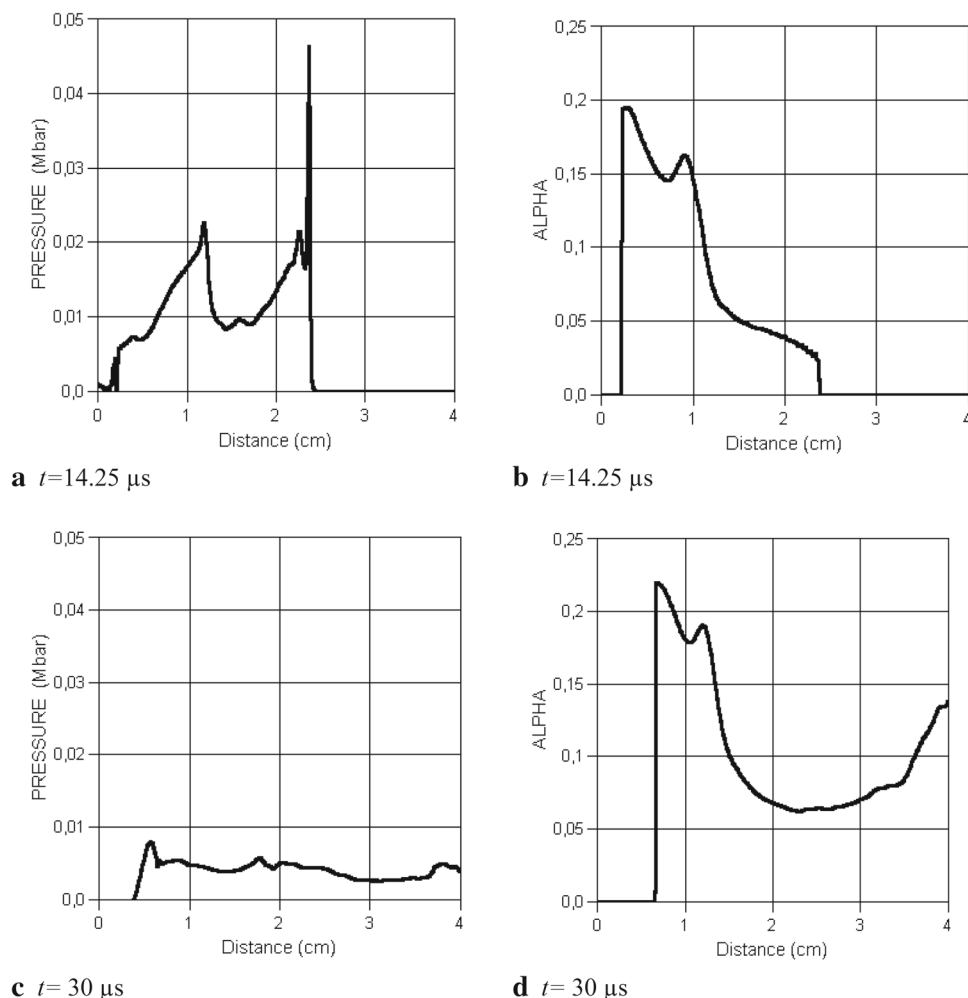 0,05
0,04
0,03
0,02
0,01
0,0
PRESSURE (Mbar)
0 1 2 3 4
Distance (cm)
a t=14.25 µs
0,25
0,2
0,15
0,1
0,05
0,0
ALPHA
0 1 2 3 4
Distance (cm)
b t=14.25 µs
0,05
0,04
0,03
0,02
0,01
0,0
PRESSURE (Mbar)
0 1 2 3 4
Distance (cm)
c t= 30 µs
0,25
0,2
0,15
0,1
0,05
0,0
ALPHA
0 1 2 3 4
Distance (cm)
d t= 30 µs